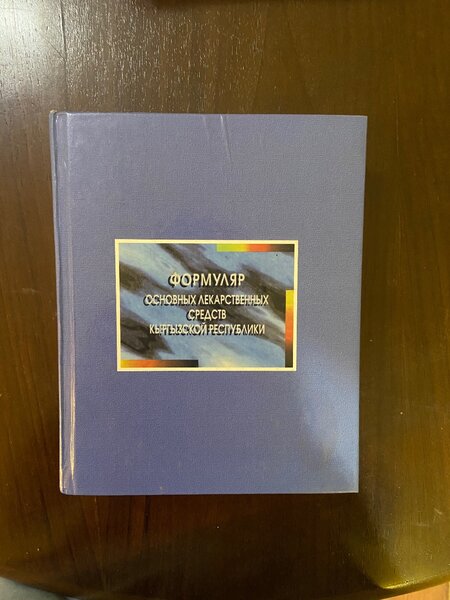 ФОРМУЛЯР
ОСНОВНЫХ ЛЕКАРСТВЕННЫХ
СРЕДСТВ
КЫРГЫЗСКОЙ РЕСПУБЛИКИ